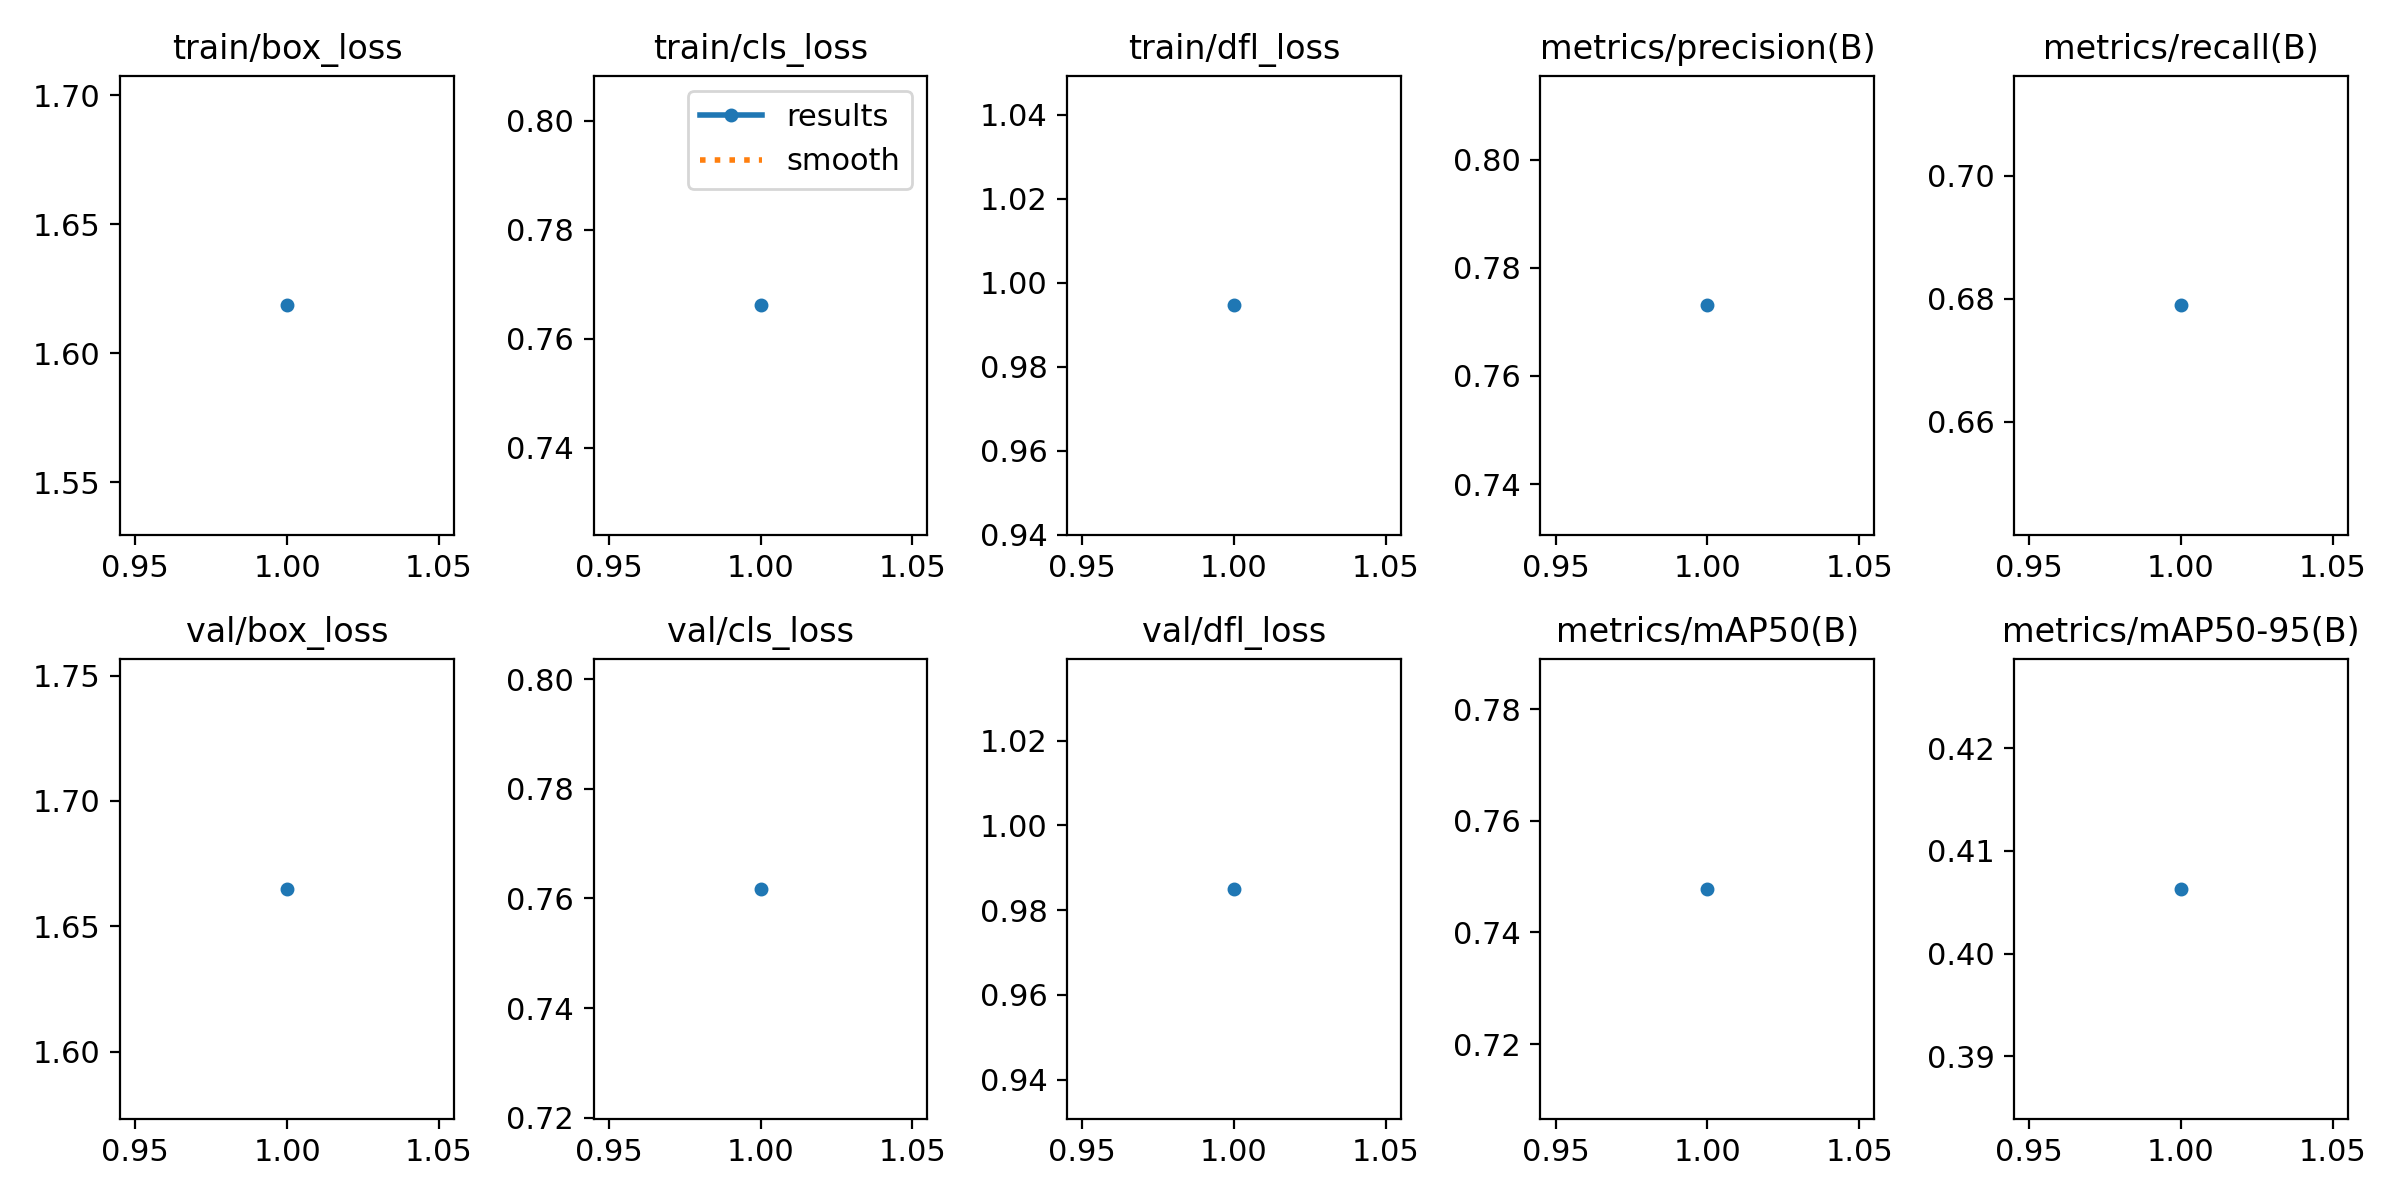 train/box_loss
1.70
1.65
1.60
1.55
0.95 1.00 1.05
train/cls_loss
results
smooth
0.80
0.78
0.76
0.74
0.95 1.00 1.05
train/dfl_loss
1.04
1.02
1.00
0.98
0.96
0.94
0.95 1.00 1.05
metrics/precision(B)
0.80
0.78
0.76
0.74
0.95 1.00 1.05
metrics/recall(B)
0.70
0.68
0.66
0.95 1.00 1.05
val/box_loss
1.75
1.70
1.65
1.60
0.95 1.00 1.05
val/cls_loss
0.80
0.78
0.76
0.74
0.72
0.95 1.00 1.05
val/dfl_loss
1.02
1.00
0.98
0.96
0.94
0.95 1.00 1.05
metrics/mAP50(B)
0.78
0.76
0.74
0.72
0.95 1.00 1.05
metrics/mAP50-95(B)
0.42
0.41
0.40
0.39
0.95 1.00 1.05